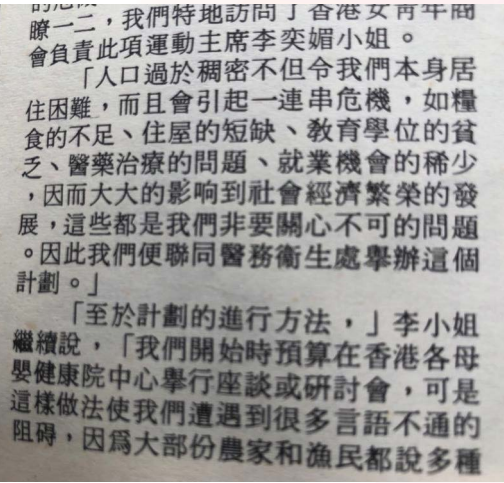 瞭一二，我們特地訪問了香港女青年商
會負責此項運動主席李奕媚小姐。
「人口過於稠密不但令我們本身居
住困難，而且會引起一連串危機，如糧
食的不足、住屋的短缺、教育學位的貧
乏、醫藥治療的問題、就業機會的稀少
，因而大大的影响到社會經濟繁榮的發
展，這些都是我們非要關心不可的問題
。因此我們便聯同醫務衞生處舉辦這個
計劃。」
「至於計劃的進行方法，」李小姐
繼續說，「我們開始時預算在香港各母
嬰健康院中心舉行座談或研討會，可是
這樣做法使我們遭遇到很多言語不通的
阻碍，因爲大部份農家和漁民都說多種